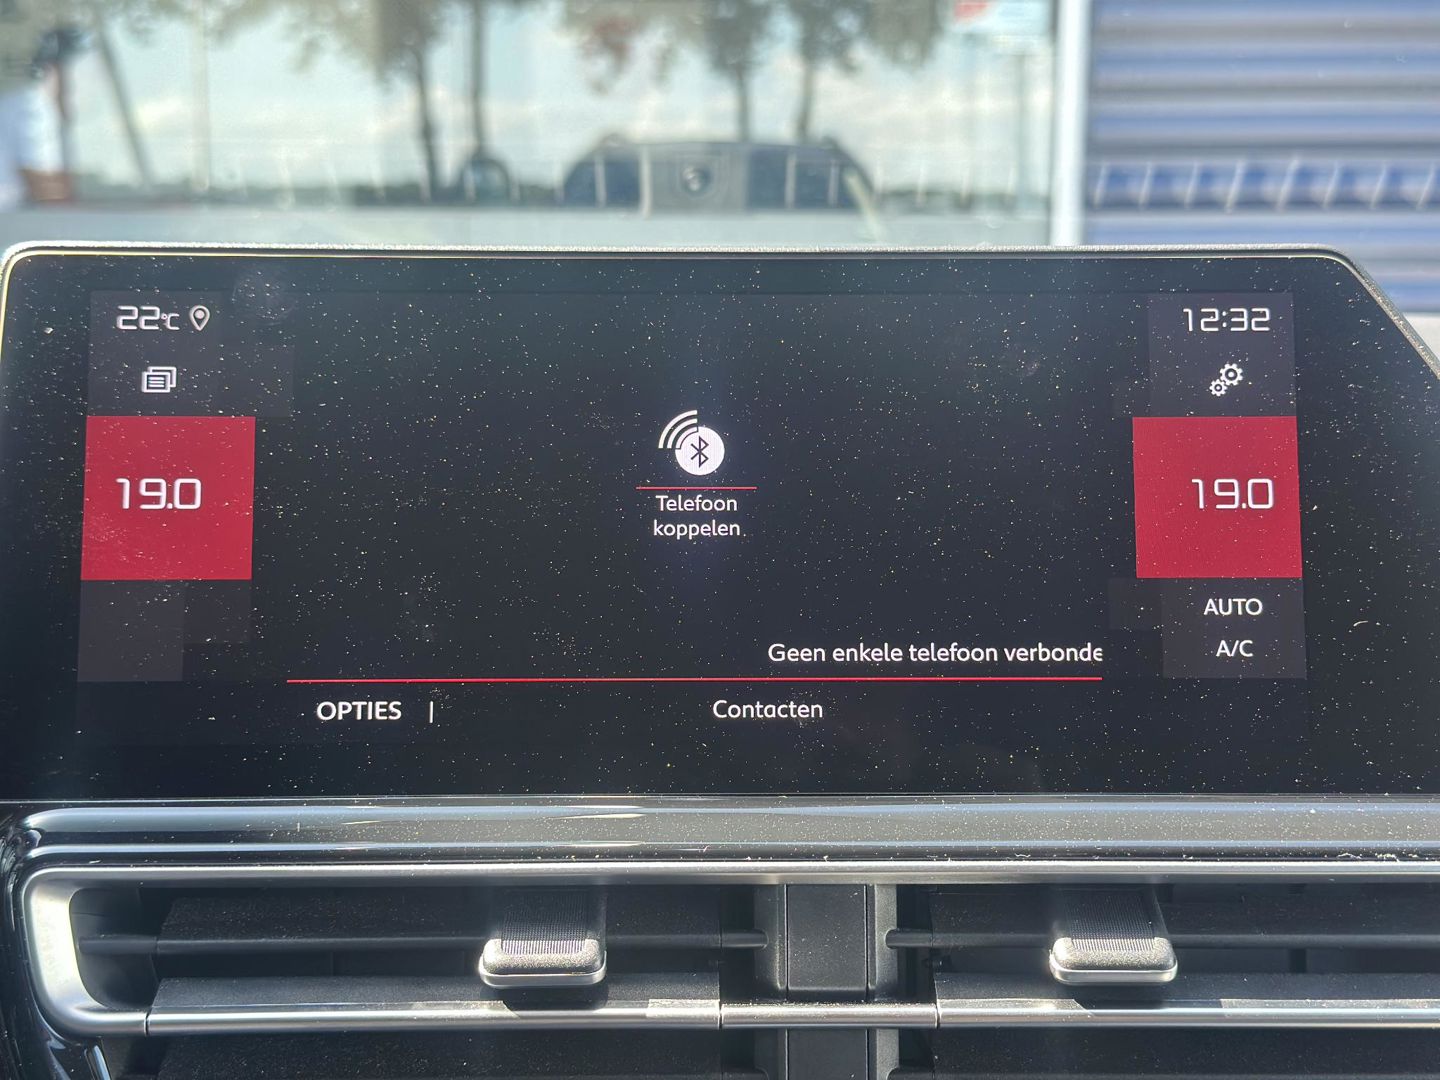 22°C
12:32
19.0
Telefoon
koppelen
19.0
AUTO
A/C
Geen enkele telefoon verbonde
OPTIES |
Contacten